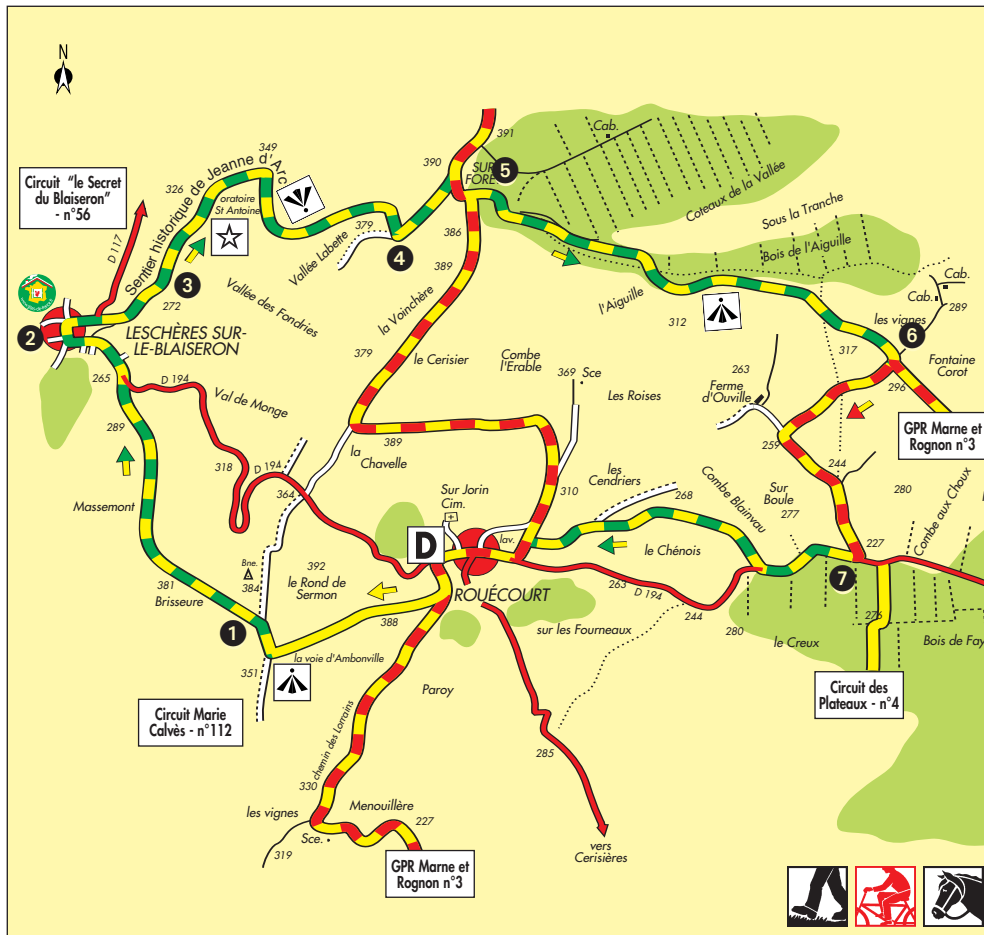 N
391
Cab.
390
SUR
FORET
5
349
Sentier historique de Jeanne d'Arc
Circuit "le Secret
du Blaiseron"
- n°56
326
oratoire
St Antoine
Coteaux de la Vallée
Sous la Tranche
Bois de l'Aiguille
D 117
379
Vallée Labette
4
386
389
3
272
Vallée des Fondries
la Voinchère
l'Aiguille
312
Cab.
Cab.
289
les vignes
6
2
LESCHÈRES SUR-
LE-BLAISERON
379
le Cerisier
Combe
l'Erable
317
263
Fontaine
Corot
265
D 194
Val de Monge
369
Sce
Les Roises
Ferme
d'Ouville
296
289
389
la
Chavelle
259
GPR Marne et
Rognon n°3
318
D 194
364
310
les
Cendriers
268
Combe Blainvau
Sur
Boule
277
244
280
Combe aux Choux
Massemont
Sur Jorin
Cim.
lav.
D
le Chénois
227
7
Bne.
384
392
le Rond de
Sermon
381
Brisseure
388
ROUÉCOURT
263
D 194
244
276
1
sur les Fourneaux
280
le Creux
Bois de Fay
351
la voie d'Ambonville
Paroy
Circuit des
Plateaux - n°4
Circuit Marie
Calvès - n°112
chemin des Lorrains
285
330
les vignes
Menouillère
227
Sce.
319
vers
Cerisières
GPR Marne et
Rognon n°3